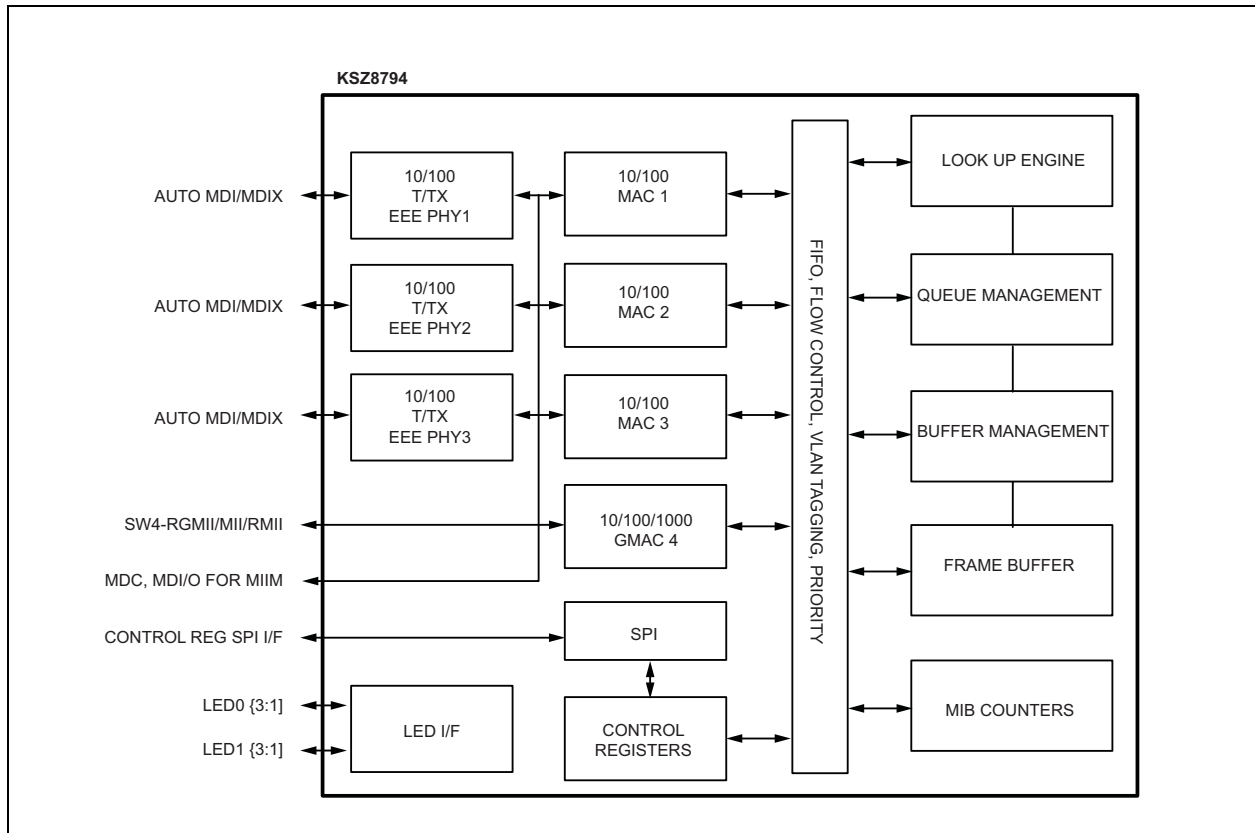 KSZ8794
AUTO MDI/MDIX
10/100
T/TX
EEE PHY1
10/100
MAC 1
AUTO MDI/MDIX
10/100
T/TX
EEE PHY2
10/100
MAC 2
AUTO MDI/MDIX
10/100
T/TX
EEE PHY3
10/100
MAC 3
SW4-RGMII/MII/RMII
10/100/1000
GMAC 4
MDC, MDI/O FOR MIIM
CONTROL REG SPI I/F
SPI
LED0 {3:1]
LED1 {3:1]
LED I/F
CONTROL
REGISTERS
FIFO, FLOW CONTROL, VLAN TAGGING, PRIORITY
LOOK UP ENGINE
QUEUE MANAGEMENT
BUFFER MANAGEMENT
FRAME BUFFER
MIB COUNTERS